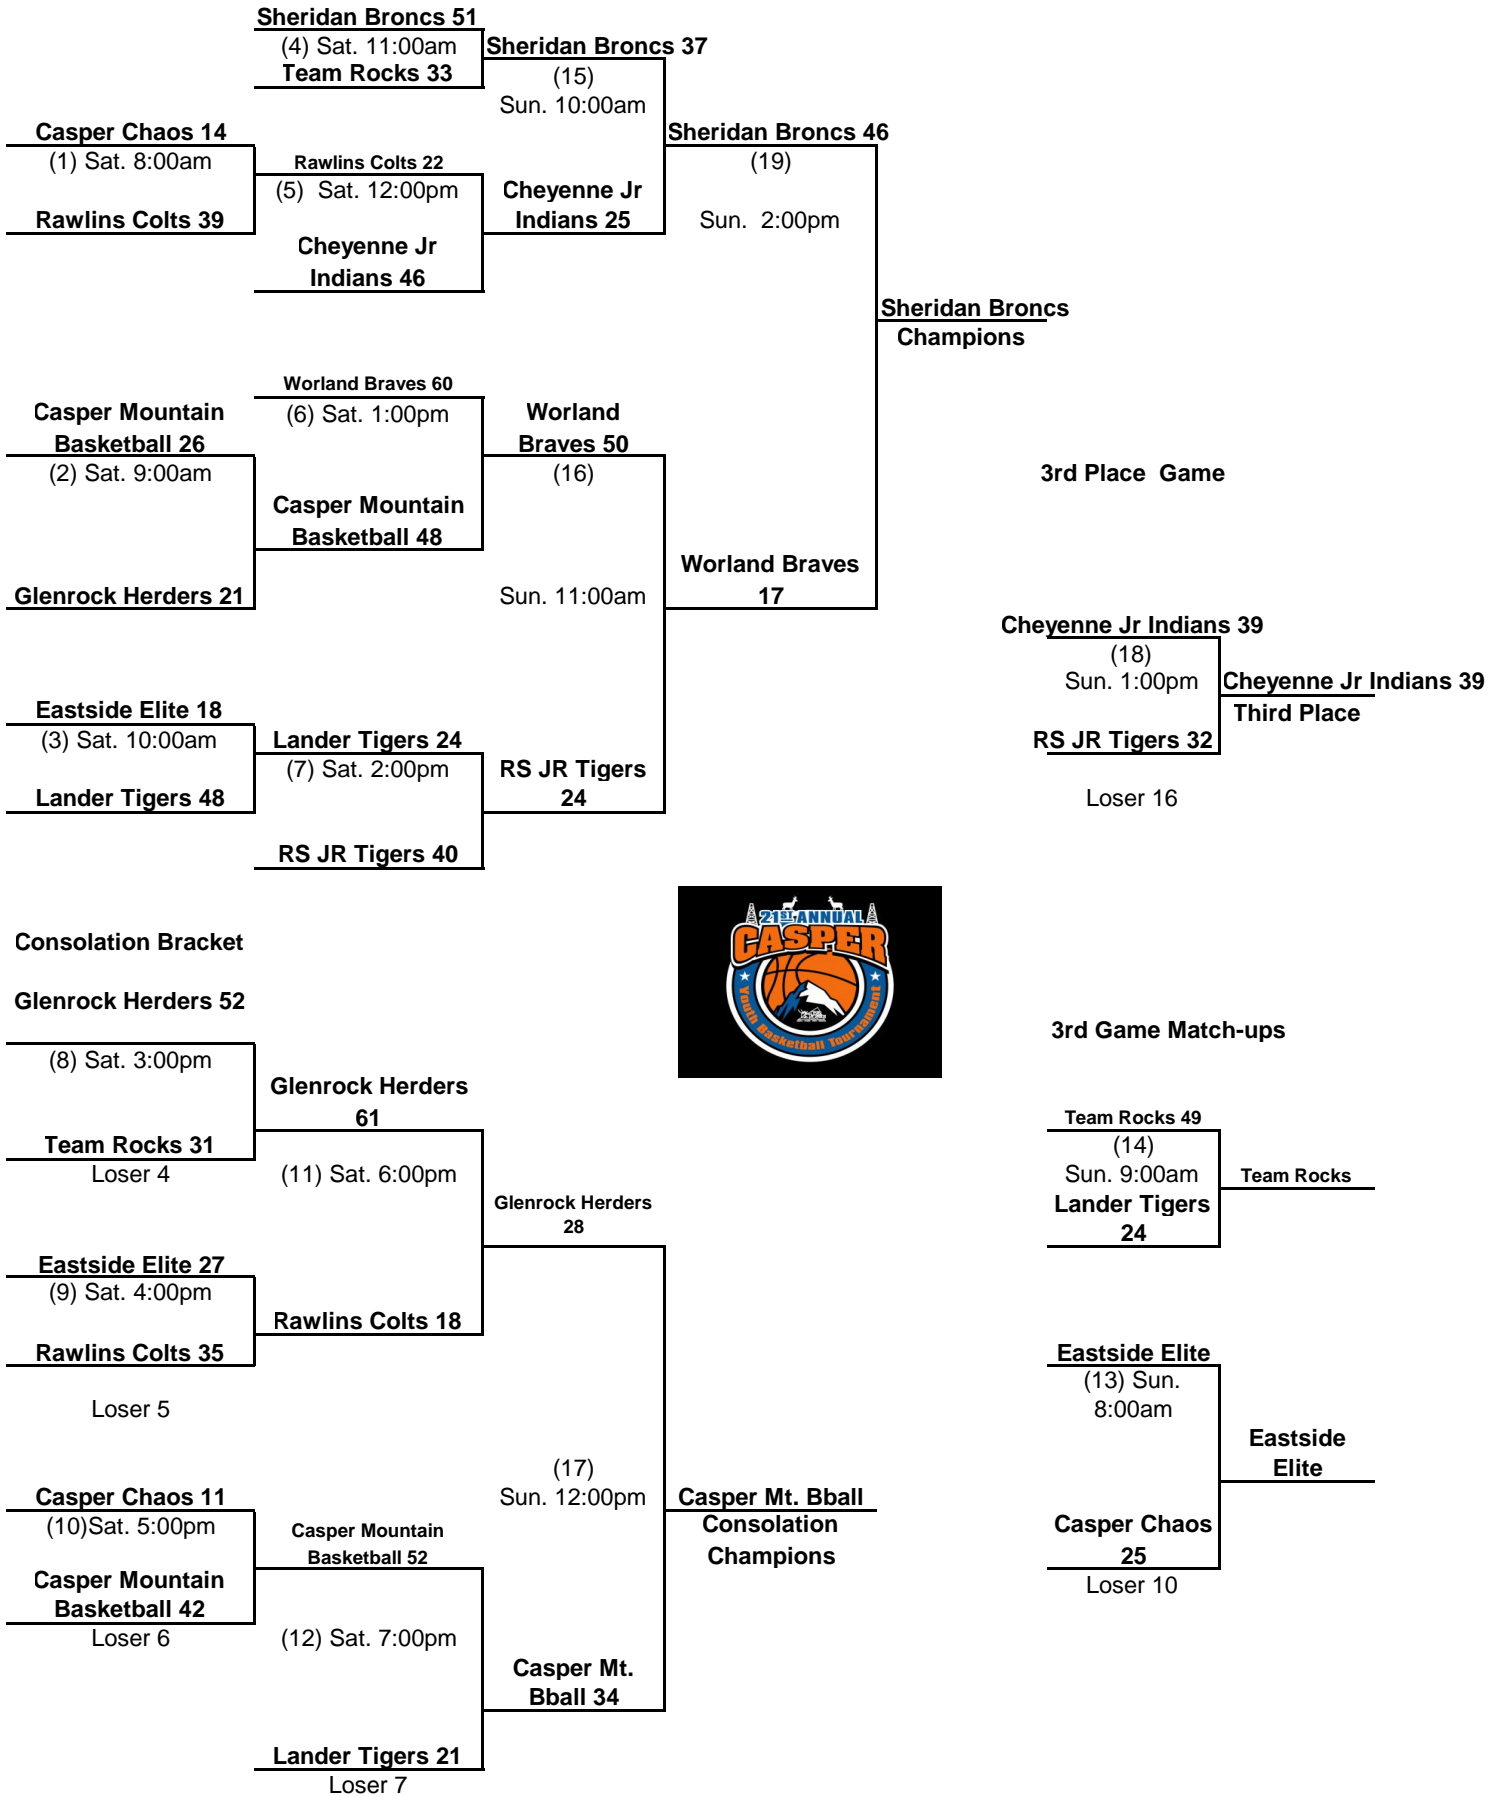 Sheridan Broncs 51
(4) Sat. 11:00am
Team Rocks 33
Sheridan Broncs 37
(15)
Sun. 10:00am
Casper Chaos 14
(1) Sat. 8:00am
Rawlins Colts 39
Rawlins Colts 22
(5) Sat. 12:00pm
Cheyenne Jr
Indians 46
Cheyenne Jr
Indians 25
Sheridan Broncs 46
(19)
Sun. 2:00pm
Sheridan Broncs
Champions
Worland Braves 60
(6) Sat. 1:00pm
Casper Mountain
Basketball 26
(2) Sat. 9:00am
Glenrock Herders 21
Casper Mountain
Basketball 48
Worland
Braves 50
(16)
Sun. 11:00am
Worland Braves
17
3rd Place Game
Cheyenne Jr Indians 39
(18)
Sun. 1:00pm
RS JR Tigers 32
Loser 16
Cheyenne Jr Indians 39
Third Place
Eastside Elite 18
(3) Sat. 10:00am
Lander Tigers 48
Lander Tigers 24
(7) Sat. 2:00pm
RS JR Tigers 40
RS JR Tigers
24
21ST ANNUAL
CASPER
Youth Basketball Tournament
Consolation Bracket
Glenrock Herders 52
(8) Sat. 3:00pm
Team Rocks 31
Loser 4
Glenrock Herders
61
(11) Sat. 6:00pm
Eastside Elite 27
(9) Sat. 4:00pm
Rawlins Colts 35
Loser 5
Rawlins Colts 18
Glenrock Herders
28
(17)
Sun. 12:00pm
Casper Mt. Bball
Consolation
Champions
Casper Chaos 11
(10)Sat. 5:00pm
Casper Mountain
Basketball 42
Loser 6
Casper Mountain
Basketball 52
(12) Sat. 7:00pm
Lander Tigers 21
Loser 7
Casper Mt.
Bball 34
3rd Game Match-ups
Team Rocks 49
(14)
Sun. 9:00am
Lander Tigers
24
Team Rocks
Eastside Elite
(13) Sun.
8:00am
Casper Chaos
25
Loser 10
Eastside
Elite